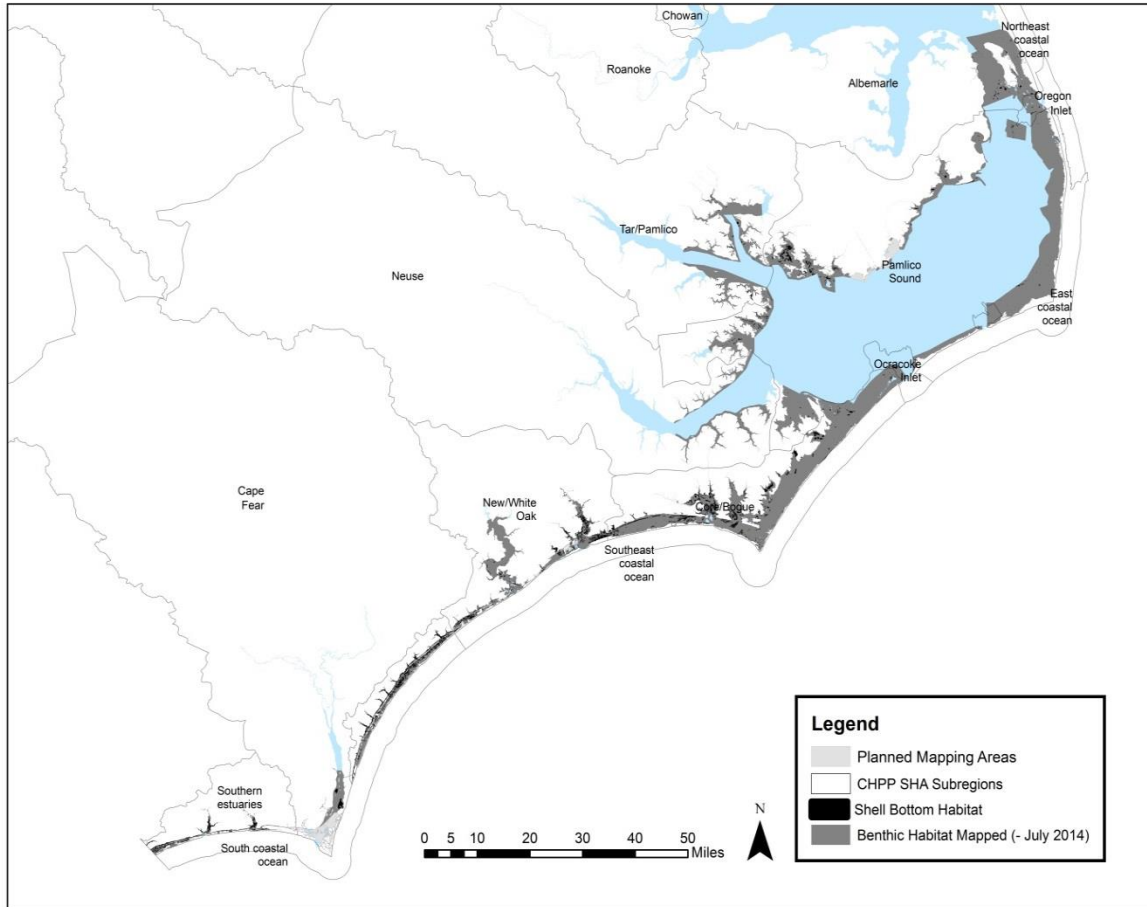 Chowan
Northeast
coastal
ocean
Roanoke
Albemarle
Oregon
Inlet
Tar/Pamlico
Neuse
Pamlico
Sound
East
coastal
ocean
Ocracoke
Inlet
Cape
Fear
New/White
Oak
Core/Bogue
Southeast
coastal
ocean
Southern
estuaries
South coastal
ocean
0 5 10 20 30 40 50
Miles
N
Legend
Planned Mapping Areas
CHPP SHA Subregions
Shell Bottom Habitat
Benthic Habitat Mapped (- July 2014)